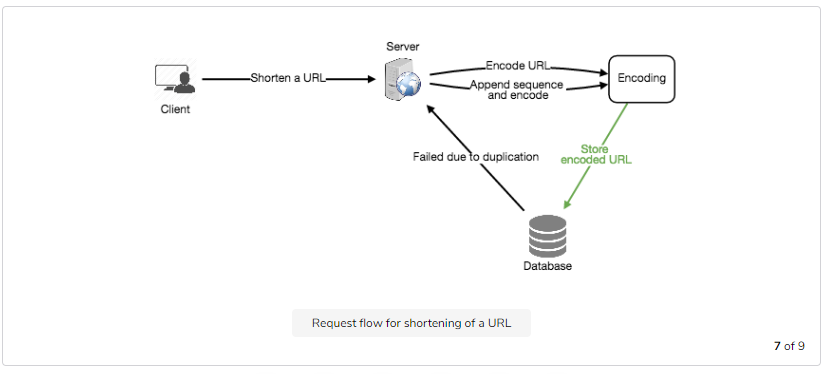 Server
Encode URL
Shorten a URL
Append sequence
and encode
Encoding
Client
Failed due to duplication
Store
encoded URL
Database
Request flow for shortening of a URL
7 of 9